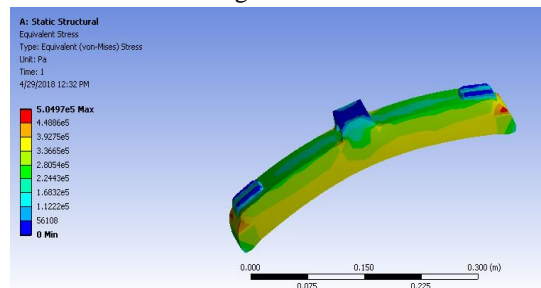 A: Static Structural
Equivalent Stress
Type: Equivalent (von-Mises) Stress
Unit: Pa
Time: 1
4/29/2018 12:32 PM
5.0497e5 Max
4.4886e5
3.9275e5
3.3665e5
2.8054e5
2.2443e5
1.6832e5
1.1222e5
56108
0 Min
0.000 0.150 0.300 (m)
0.075 0.225